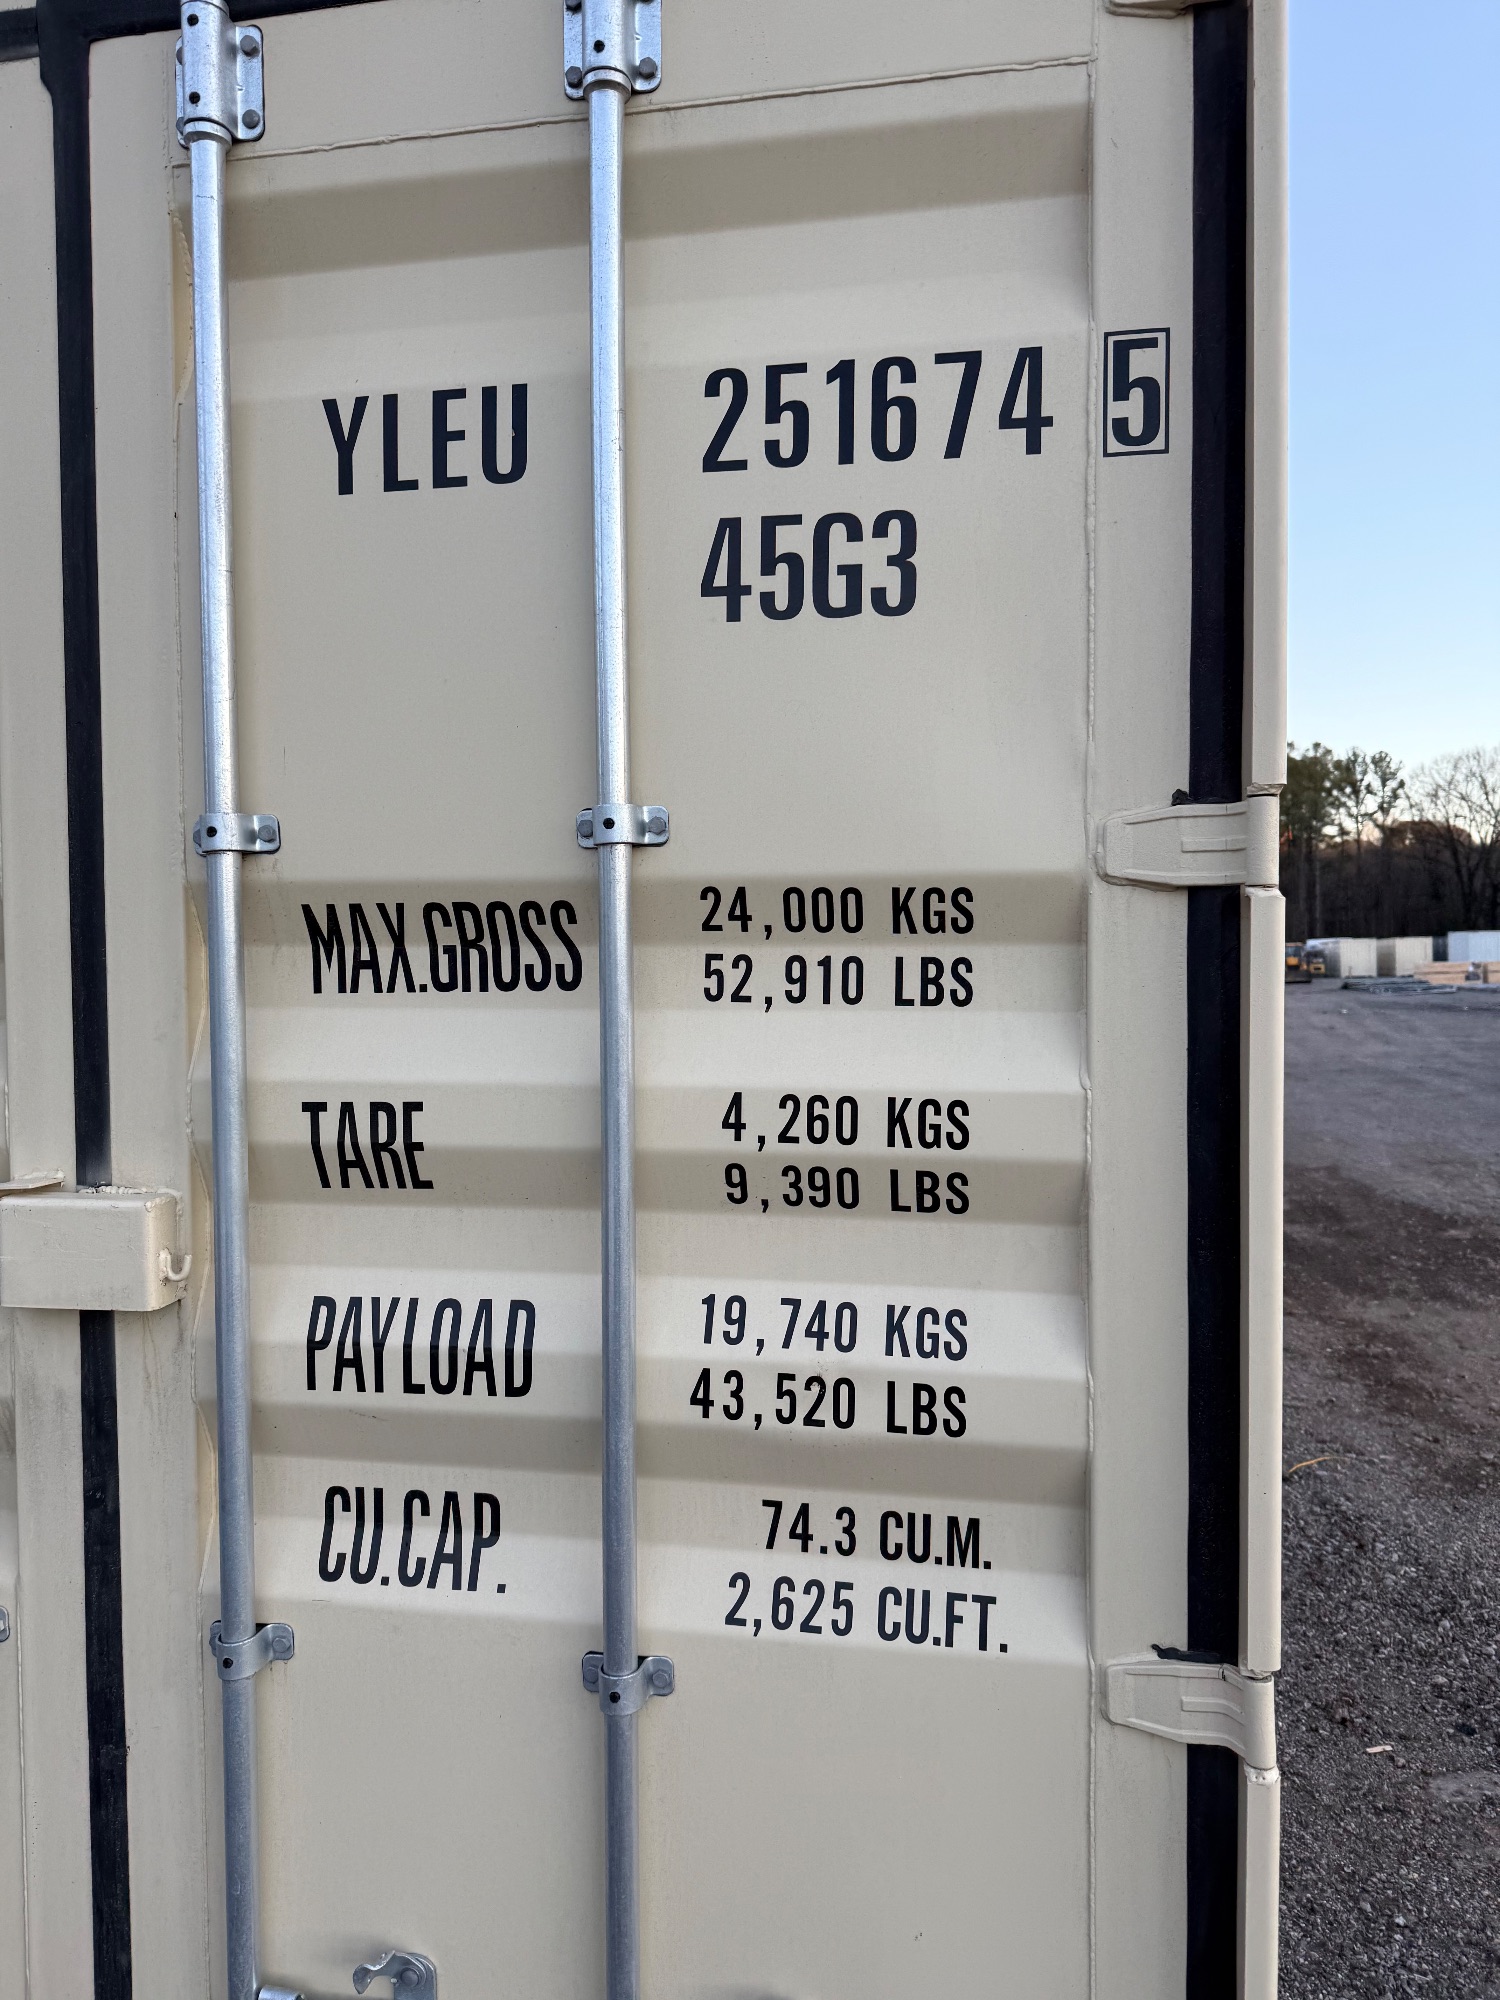 YLEU 251674 5
45G3
MAX.GROSS 24,000 KGS
52,910 LBS
TARE 4,260 KGS
9,390 LBS
PAYLOAD 19,740 KGS
43,520 LBS
CU.CAP. 74.3 CU.M.
2,625 CU.FT.